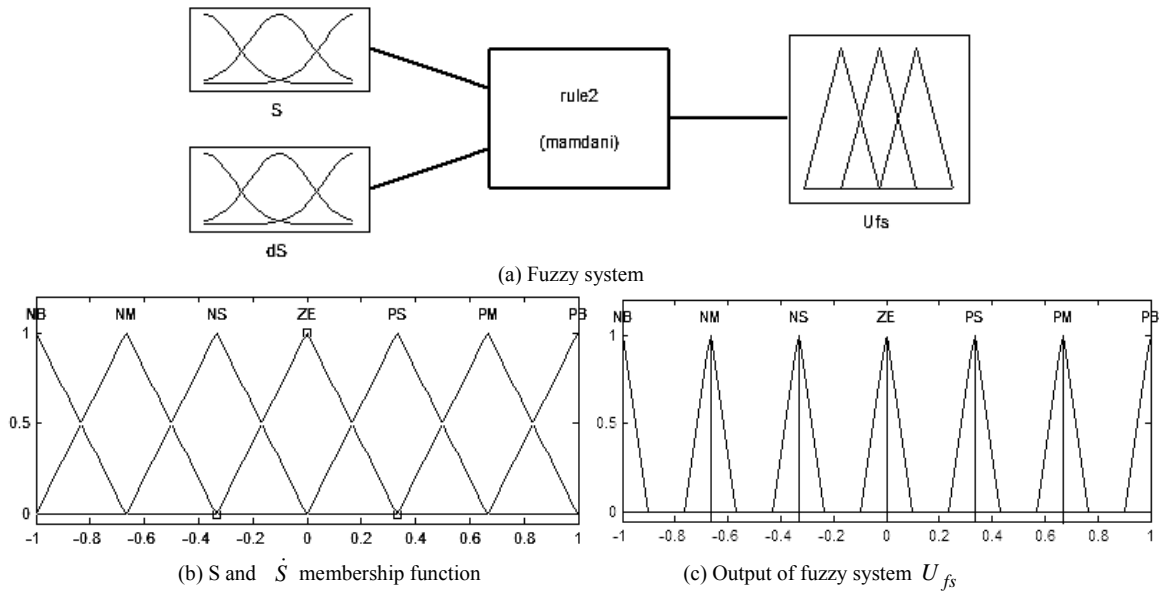 S
rule2
(mamdani)
dS
Ufs
(a) Fuzzy system
NB NM NS ZE PS PM PB
1
0.5
0
-1 -0.8 -0.6 -0.4 -0.2 0 0.2 0.4 0.6 0.8 1
(b) S and Ṡ membership function
NB NM NS ZE PS PM PB
1
0.5
0
-1 -0.8 -0.6 -0.4 -0.2 0 0.2 0.4 0.6 0.8 1
(c) Output of fuzzy system U fs